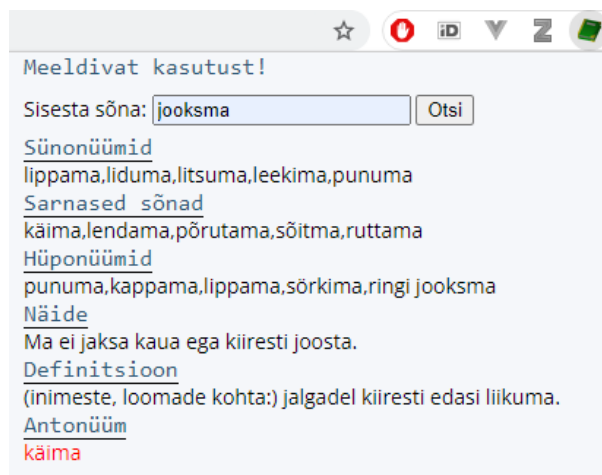 iD
Z
Meeldivat kasutust!
Sisesta sõna: jooksma Otsi
Sünonüümid
lippama,liduma,litsuma,leekima,punuma
Sarnased sõnad
käima,lendama,põrutama,sõitma,ruttama
Hüponüümid
punuma,kappama,lippama,sörkima,ringi jooksma
Näide
Ma ei jaksa kaua ega kiiresti joosta.
Definitsioon
(inimeste, loomade kohta:) jalgadel kiiresti edasi liikuma.
Antonüüm
käima